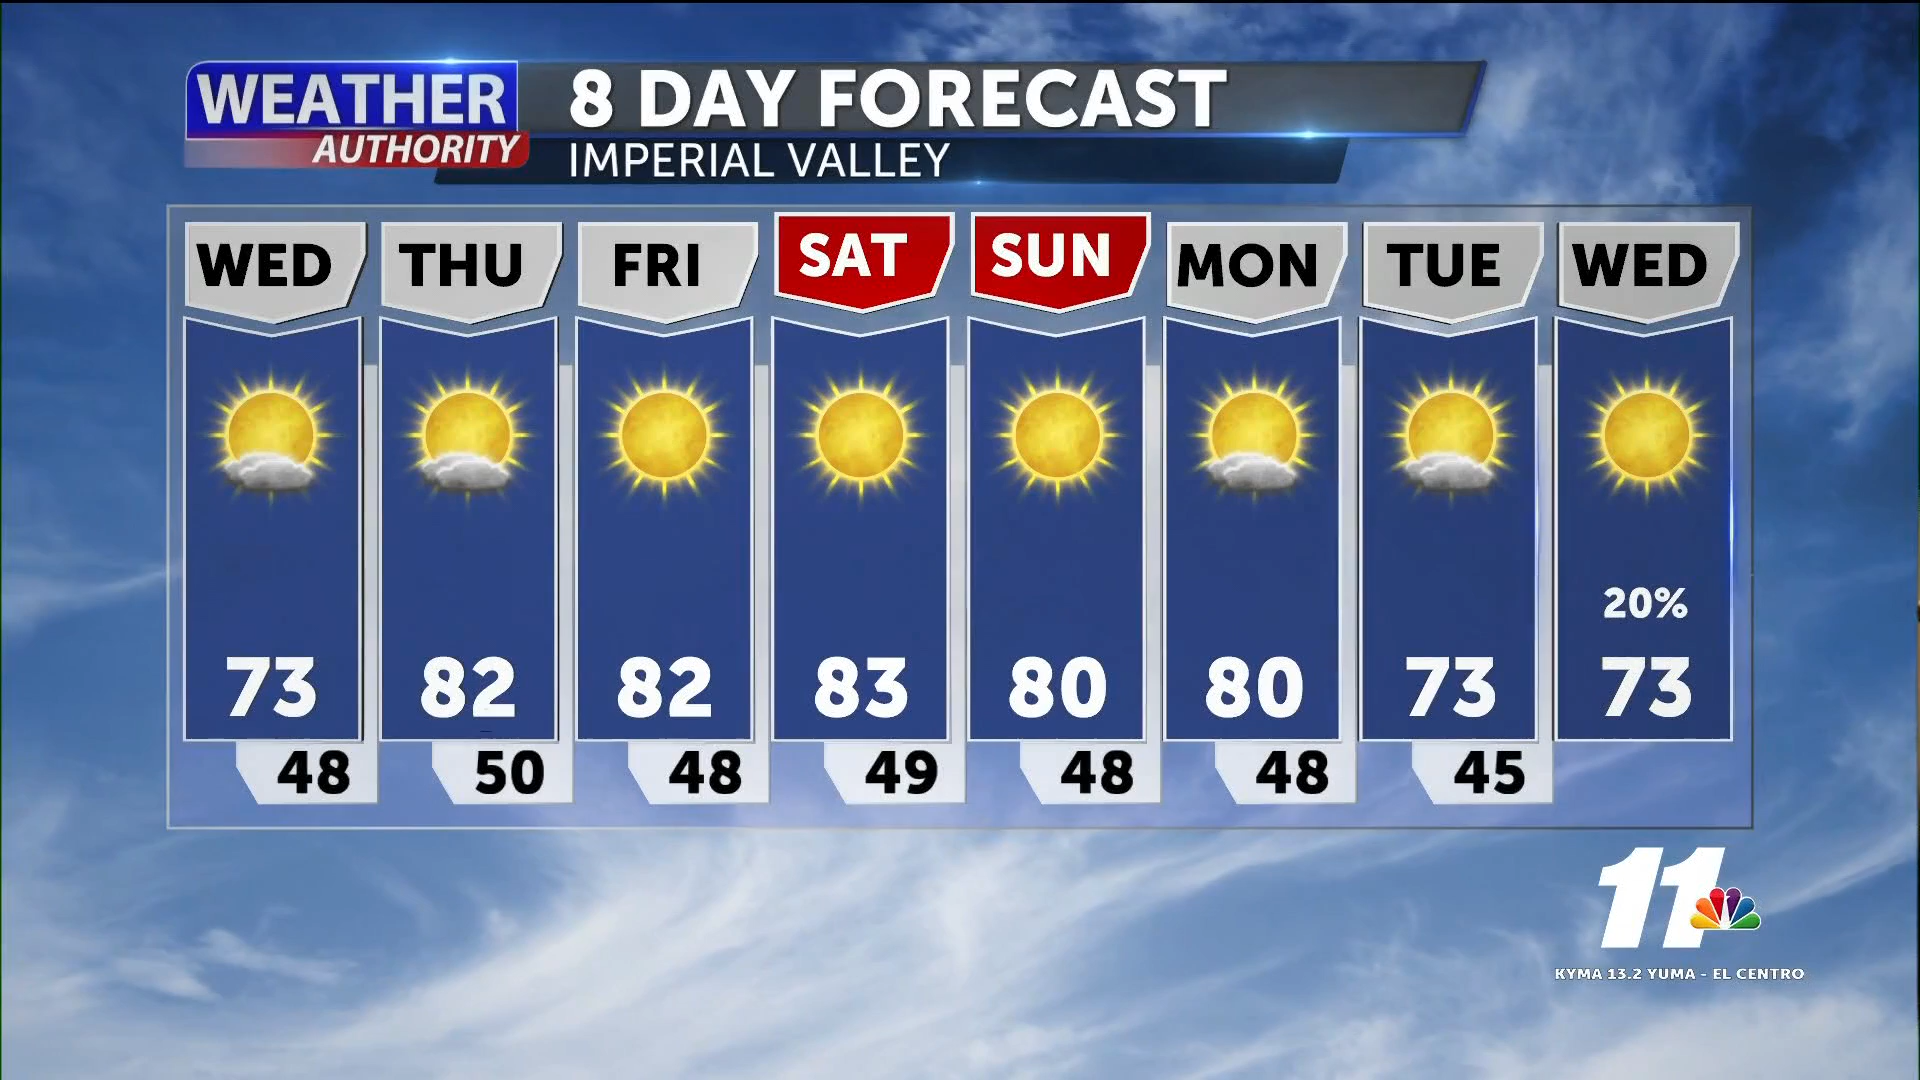 WEATHER
AUTHORITY
8 DAY FORECAST
IMPERIAL VALLEY
WED THU FRI SAT SUN MON TUE WED
20%
73 82 82 83 80 80 73 73
48 50 48 49 48 48 45
11
KYMA 13.2 YUMA - EL CENTRO